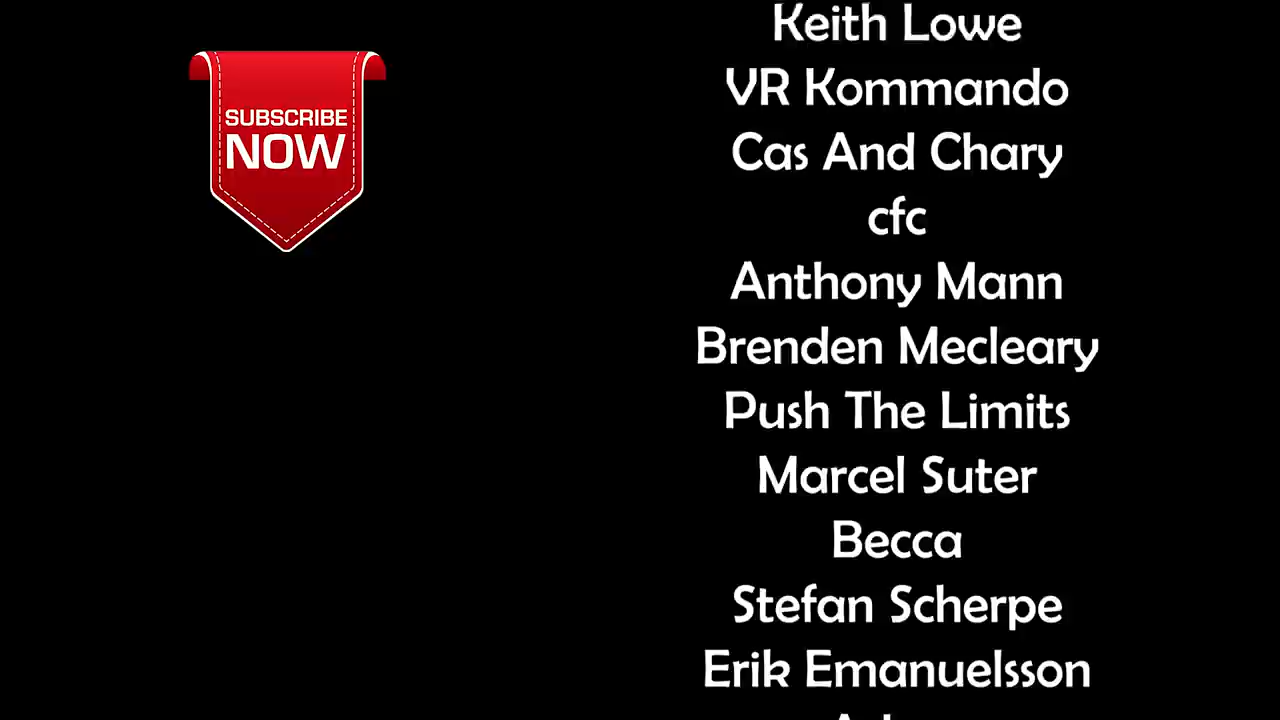 SUBSCRIBE
NOW
Keith Lowe
VR Kommando
Cas And Chary
cfc
Anthony Mann
Brenden Mecleary
Push The Limits
Marcel Suter
Becca
Stefan Scherpe
Erik Emanuelsson